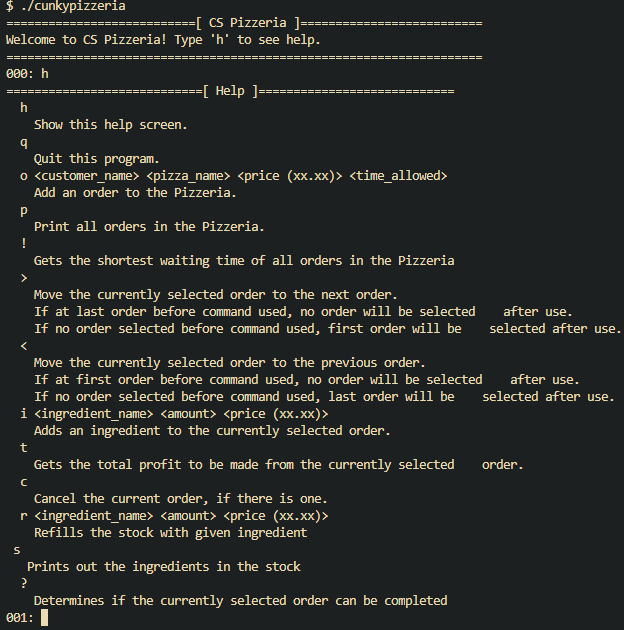 $ ./cunkypizzeria
===========================[ CS Pizzeria ]==========================
Welcome to CS Pizzeria! Type 'h' to see help.
====================================================================
000: h
============================[ Help ]============================
h
Show this help screen.
q
Quit this program.
o <customer_name> <pizza_name> <price (xx.xx)> <time_allowed>
Add an order to the Pizzeria.
p
Print all orders in the Pizzeria.
!
Gets the shortest waiting time of all orders in the Pizzeria
>
Move the currently selected order to the next order.
If at last order before command used, no order will be selected    after use.
If no order selected before command used, first order will be    selected after use.
<
Move the currently selected order to the previous order.
If at first order before command used, no order will be selected    after use.
If no order selected before command used, last order will be    selected after use.
i <ingredient_name> <amount> <price (xx.xx)>
Adds an ingredient to the currently selected order.
t
Gets the total profit to be made from the currently selected    order.
c
Cancel the current order, if there is one.
r <ingredient_name> <amount> <price (xx.xx)>
Refills the stock with given ingredient
s
Prints out the ingredients in the stock
?
Determines if the currently selected order can be completed
001: